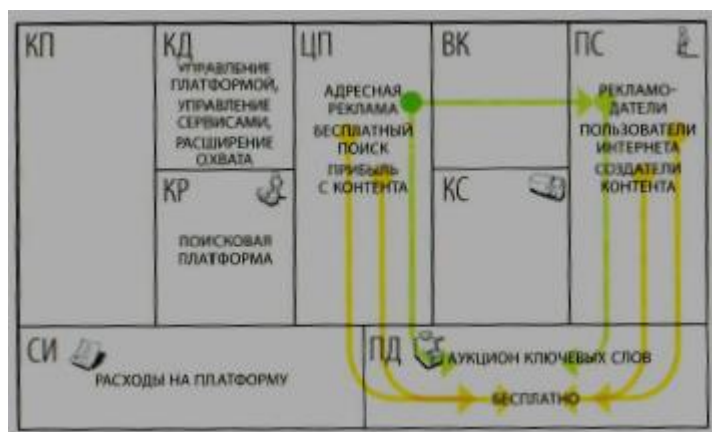 КП
КД
УПРАВЛЕНИЕ
ПЛАТФОРМОЙ,
УПРАВЛЕНИЕ
СЕРВИСАМИ,
РАСШИРЕНИЕ
ОХВАТА
КР
ПОИСКОВАЯ
ПЛАТФОРМА
ЦП
АДРЕСНАЯ
РЕКЛАМА
БЕСПЛАТНЫЙ
ПОИСК
ПРИБЫЛЬ
С КОНТЕНТА
ВК
КС
ПС
РЕКЛАМО-
ДАТЕЛИ
ПОЛЬЗОВАТЕЛИ
ИНТЕРНЕТА
СОЗДАТЕЛИ
КОНТЕНТА
СИ
РАСХОДЫ НА ПЛАТФОРМУ
ПД
АУКЦИОН КЛЮЧЕВЫХ СЛОВ
БЕСПЛАТНО